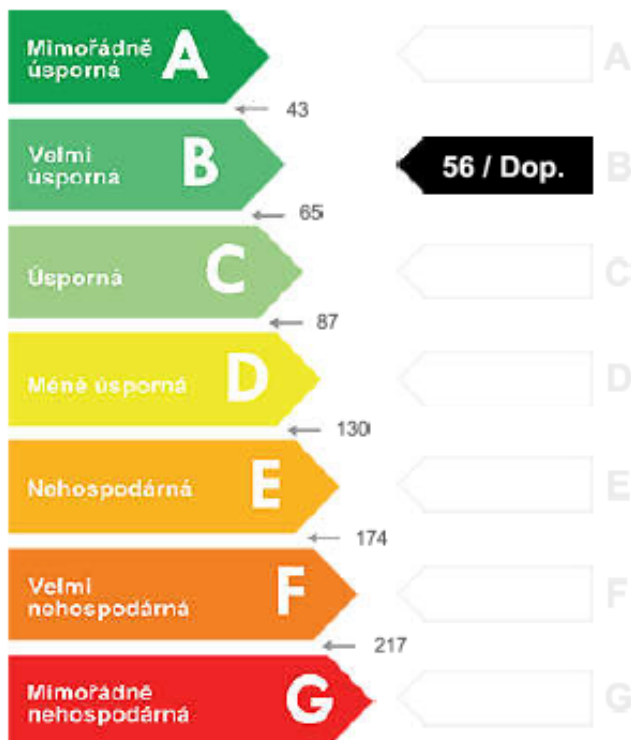 Mimořádně
úsporná
A
A
43
Velmi
úsporná
B
56 / Dop.
B
65
Úsporná
C
C
87
Méně úsporná
D
D
130
Nehospodárná
E
E
174
Velmi
nehospodárná
F
F
217
Mimořádně
nehospodárná
G
G